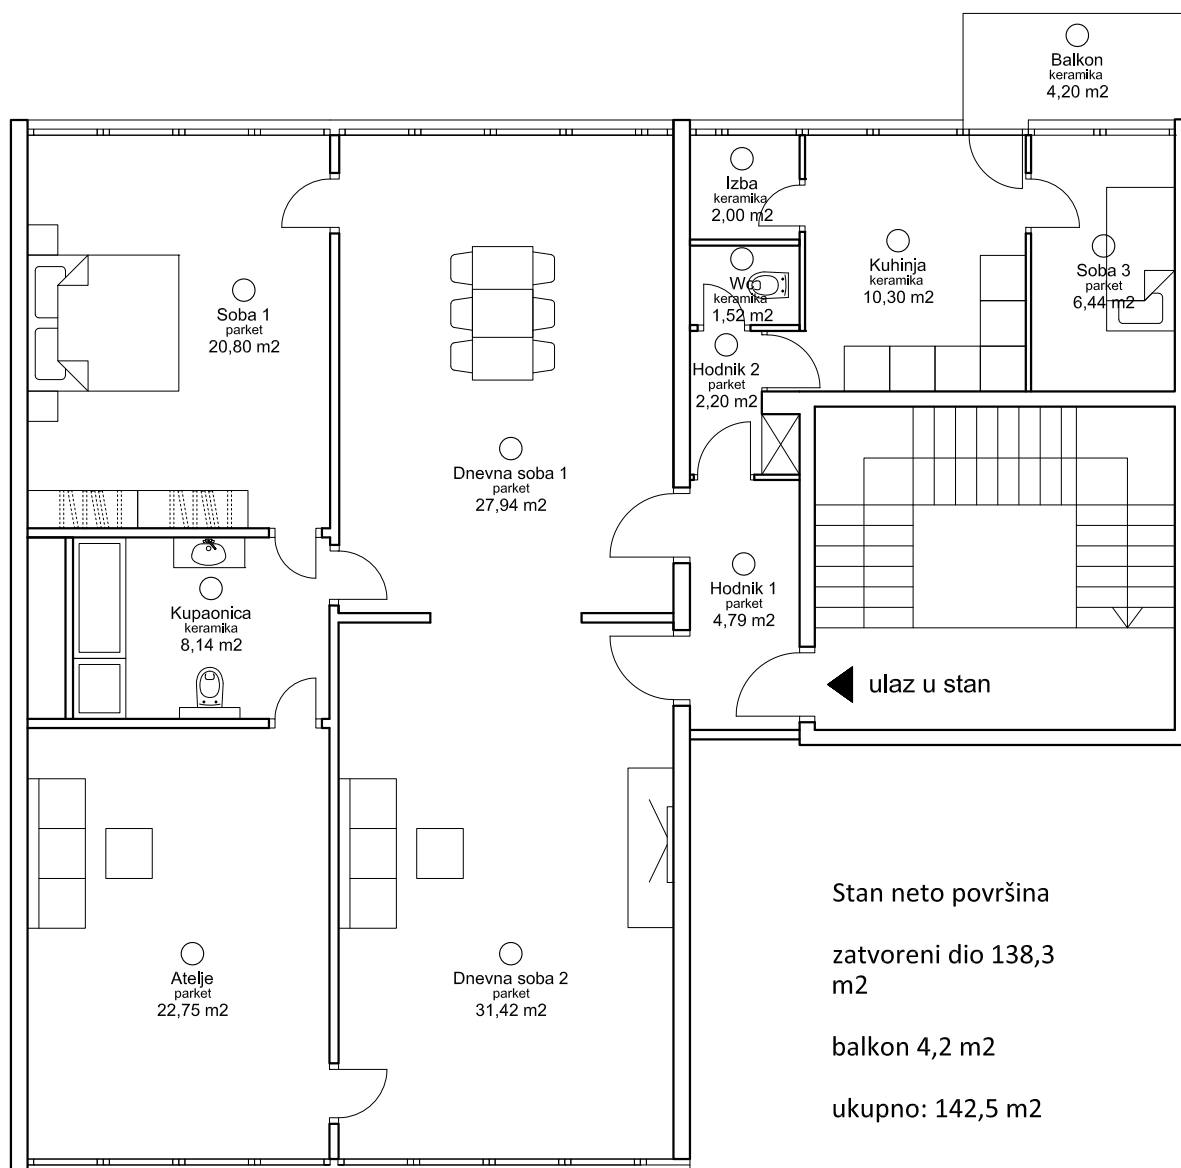 Balkon
keramika
4,20 m2
Izba
keramika
2,00 m2
Wc
keramika
1,52 m2
Kuhinja
keramika
10,30 m2
Soba 3
parket
6,44 m2
Soba 1
parket
20,80 m2
Hodnik 2
parket
2,20 m2
Dnevna soba 1
parket
27,94 m2
Hodnik 1
parket
4,79 m2
Kupaonica
keramika
8,14 m2
ulaz u stan
Atelje
parket
22,75 m2
Dnevna soba 2
parket
31,42 m2
Stan neto površina
zatvoreni dio 138,3
m2
balkon 4,2 m2
ukupno: 142,5 m2